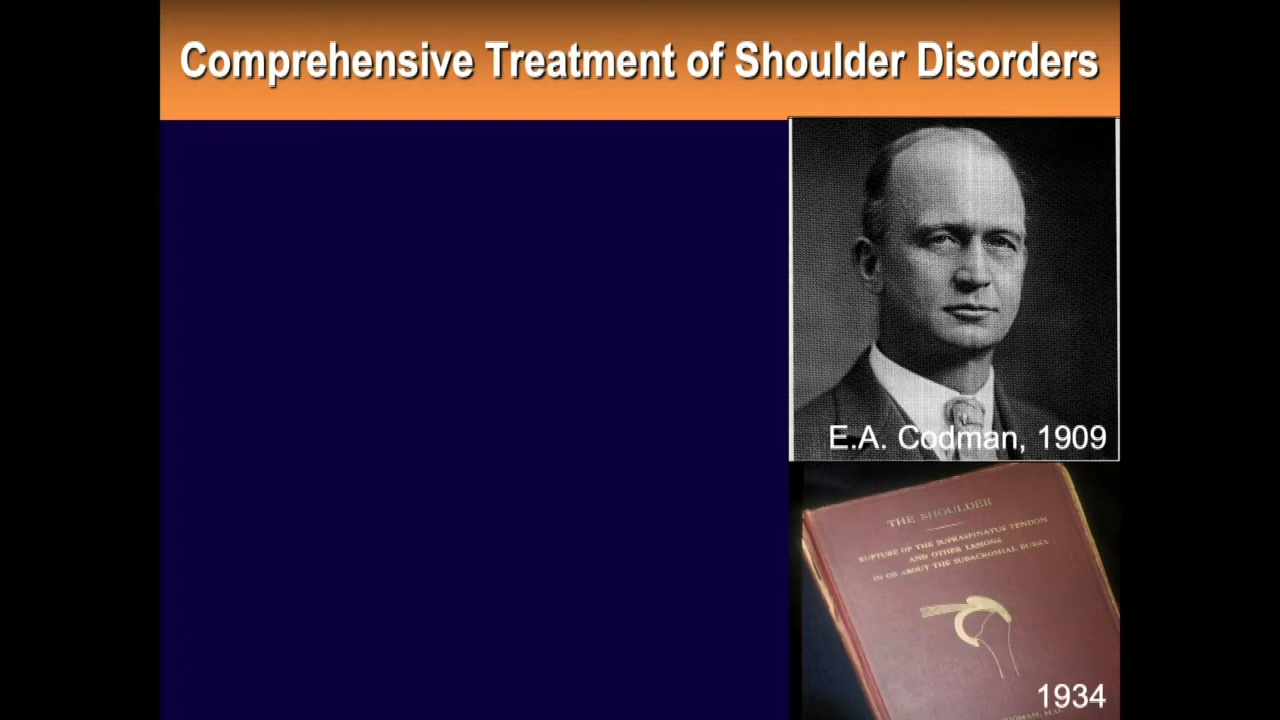 Comprehensive Treatment of Shoulder Disorders
E.A. Codman, 1909
THE SHOULDER
RUPTURE OF THE SUPRASPINATUS TENDON
AND OTHER LESIONS
IN OR ABOUT THE SUBACROMIAL BURSA
1934